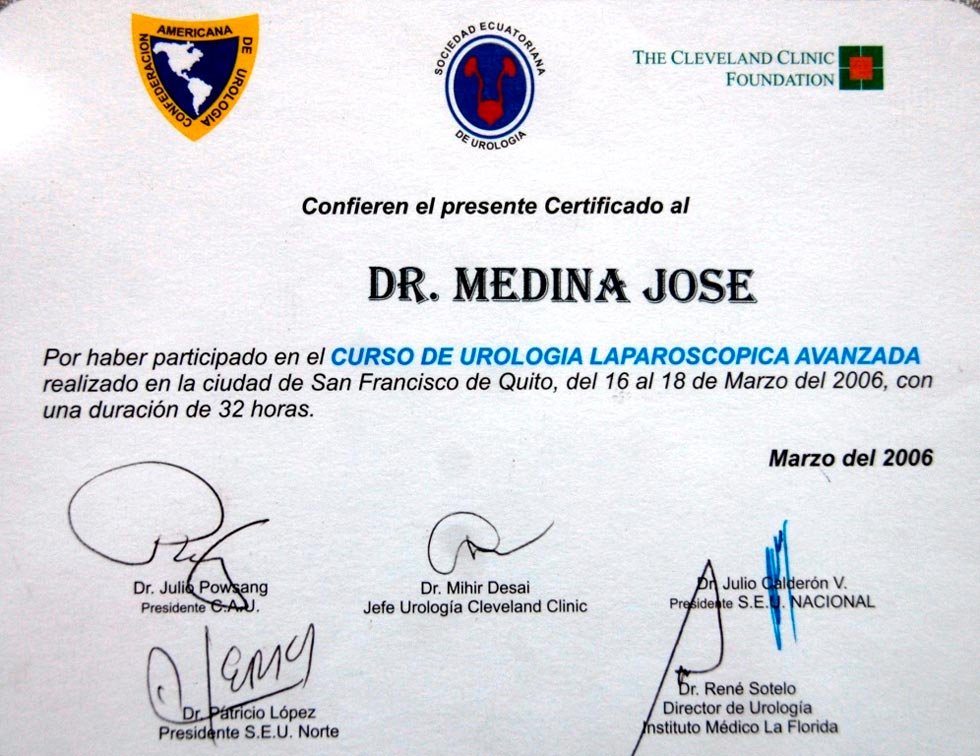 CONFEDERACION AMERICANA DE UROLOGIA
SOCIEDAD ECUATORIANA
DE UROLOGIA
THE CLEVELAND CLINIC
FOUNDATION
Confieren el presente Certificado al
DR. MEDINA JOSE
Por haber participado en el CURSO DE UROLOGIA LAPAROSCOPICA AVANZADA
realizado en la ciudad de San Francisco de Quito, del 16 al 18 de Marzo del 2006, con
una duración de 32 horas.
Marzo del 2006
Dr. Julio Powsang
Presidente C.A.U.
Dr. Mihir Desai
Jefe Urología Cleveland Clinic
Dr. Julio Calderón V.
Presidente S.E.U. NACIONAL
Dr. Patricio López
Presidente S.E.U. Norte
Dr. René Sotelo
Director de Urología
Instituto Médico La Florida